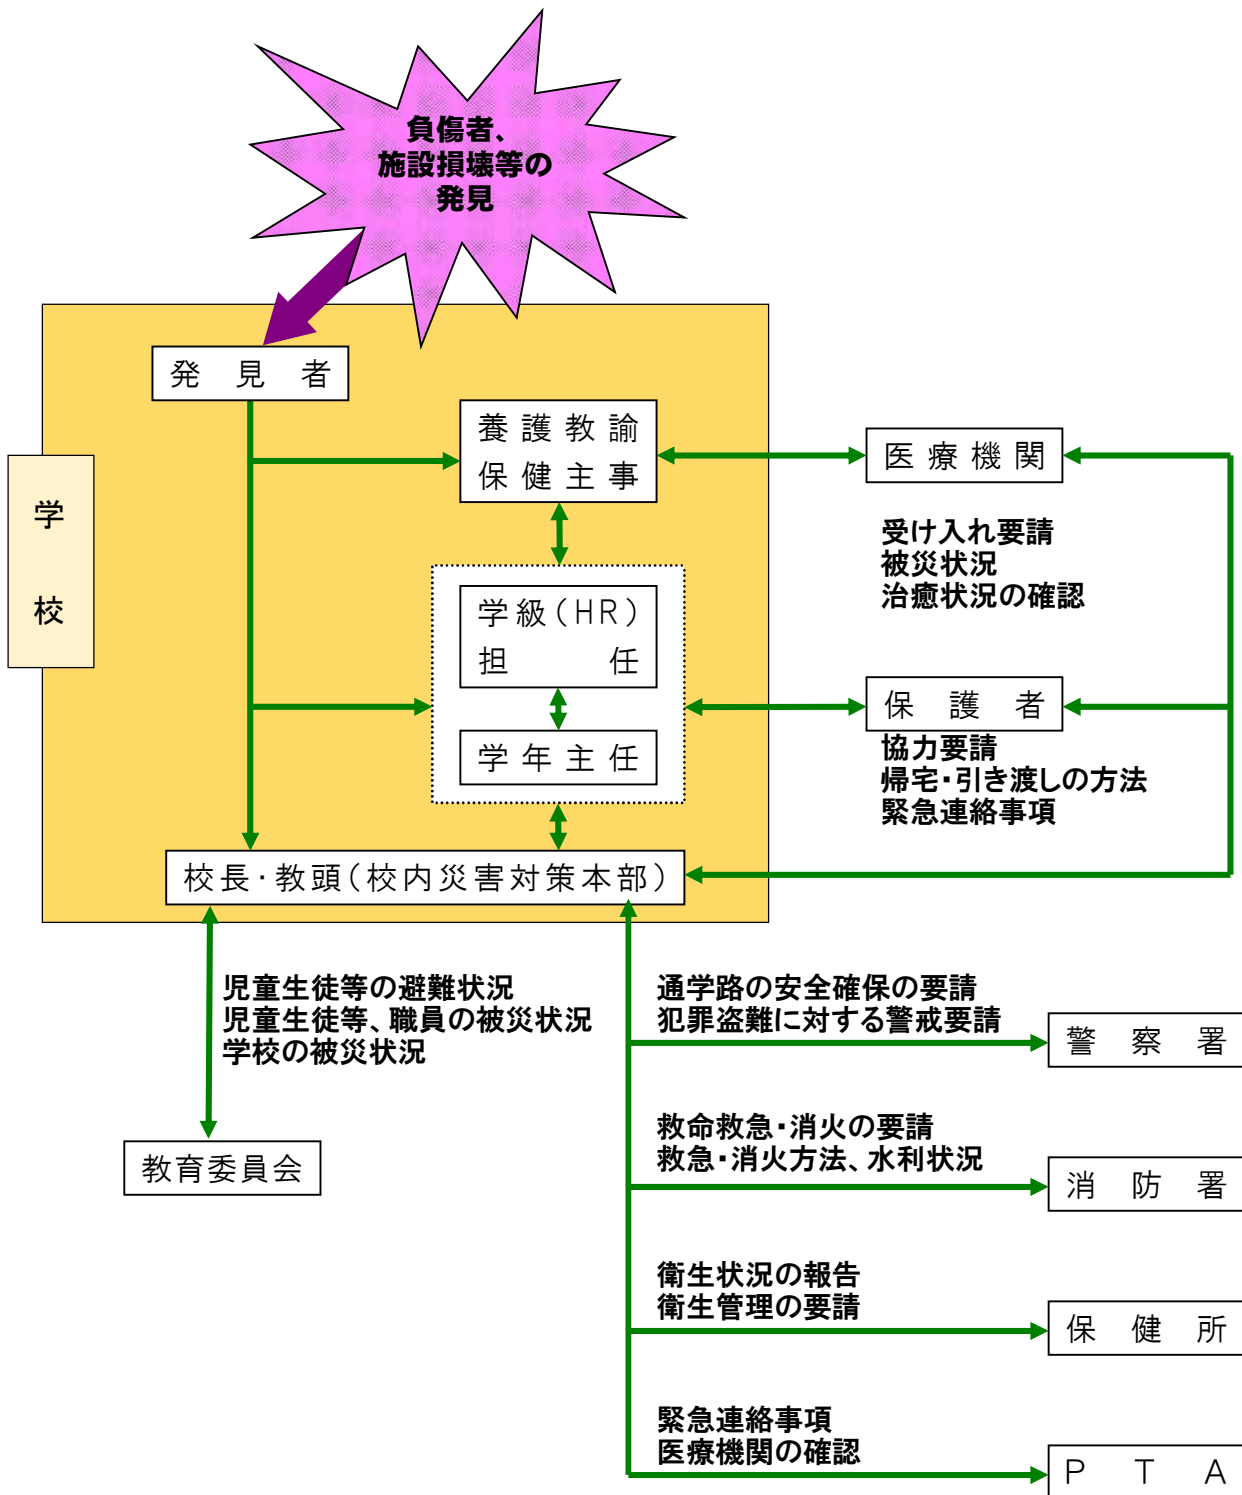 負傷者、
施設損壊等の
発見
発見者
養護教諭
保健主事
医療機関
学
校
受け入れ要請
被災状況
治癒状況の確認
学級(HR)
担任
保護者
学年主任
協力要請
帰宅・引き渡しの方法
緊急連絡事項
校長・教頭(校内災害対策本部)
児童生徒等の避難状況
児童生徒等、職員の被災状況
学校の被災状況
通学路の安全確保の要請
犯罪盗難に対する警戒要請
警察署
教育委員会
救命救急・消火の要請
救急・消火方法、水利状況
消防署
衛生状況の報告
衛生管理の要請
保健所
緊急連絡事項
医療機関の確認
PTA